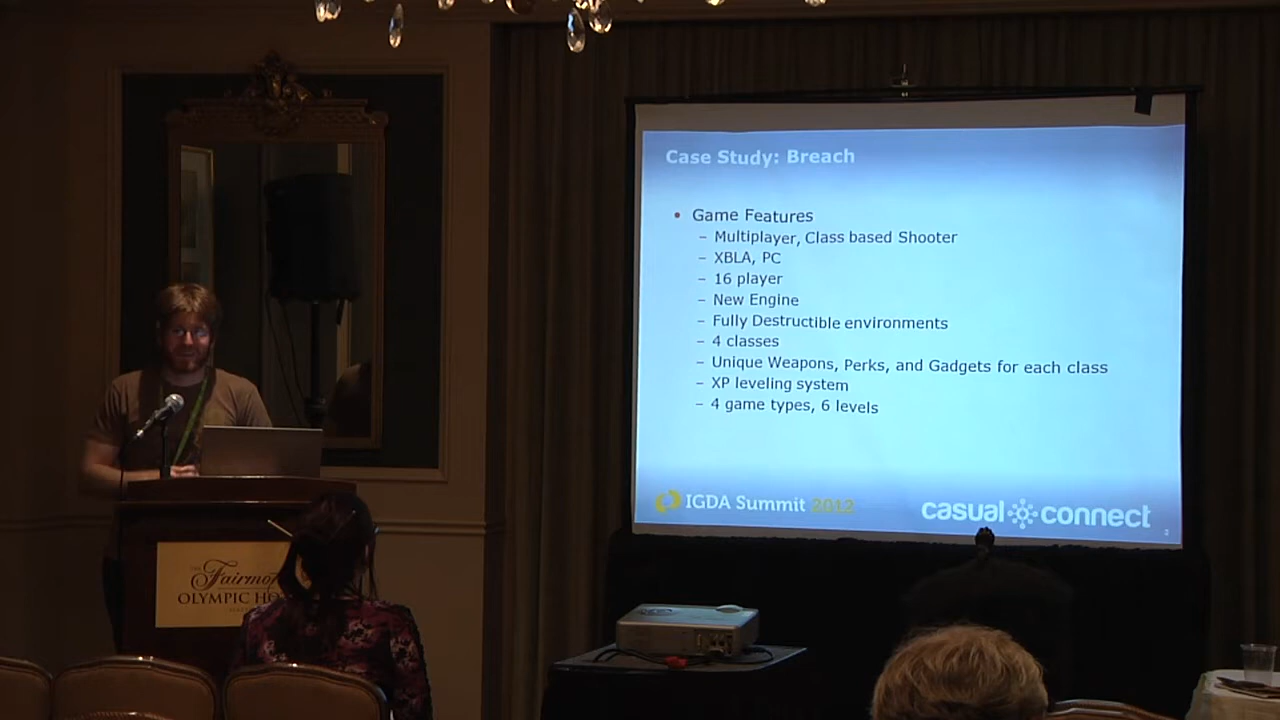 Case Study: Breach
• Game Features
– Multiplayer, Class based Shooter
– XBLA, PC
– 16 player
– New Engine
– Fully Destructible environments
– 4 classes
– Unique Weapons, Perks, and Gadgets for each class
– XP leveling system
– 4 game types, 6 levels
IGDA Summit 2012
casual connect
Fairmo
OLYMPIC HO